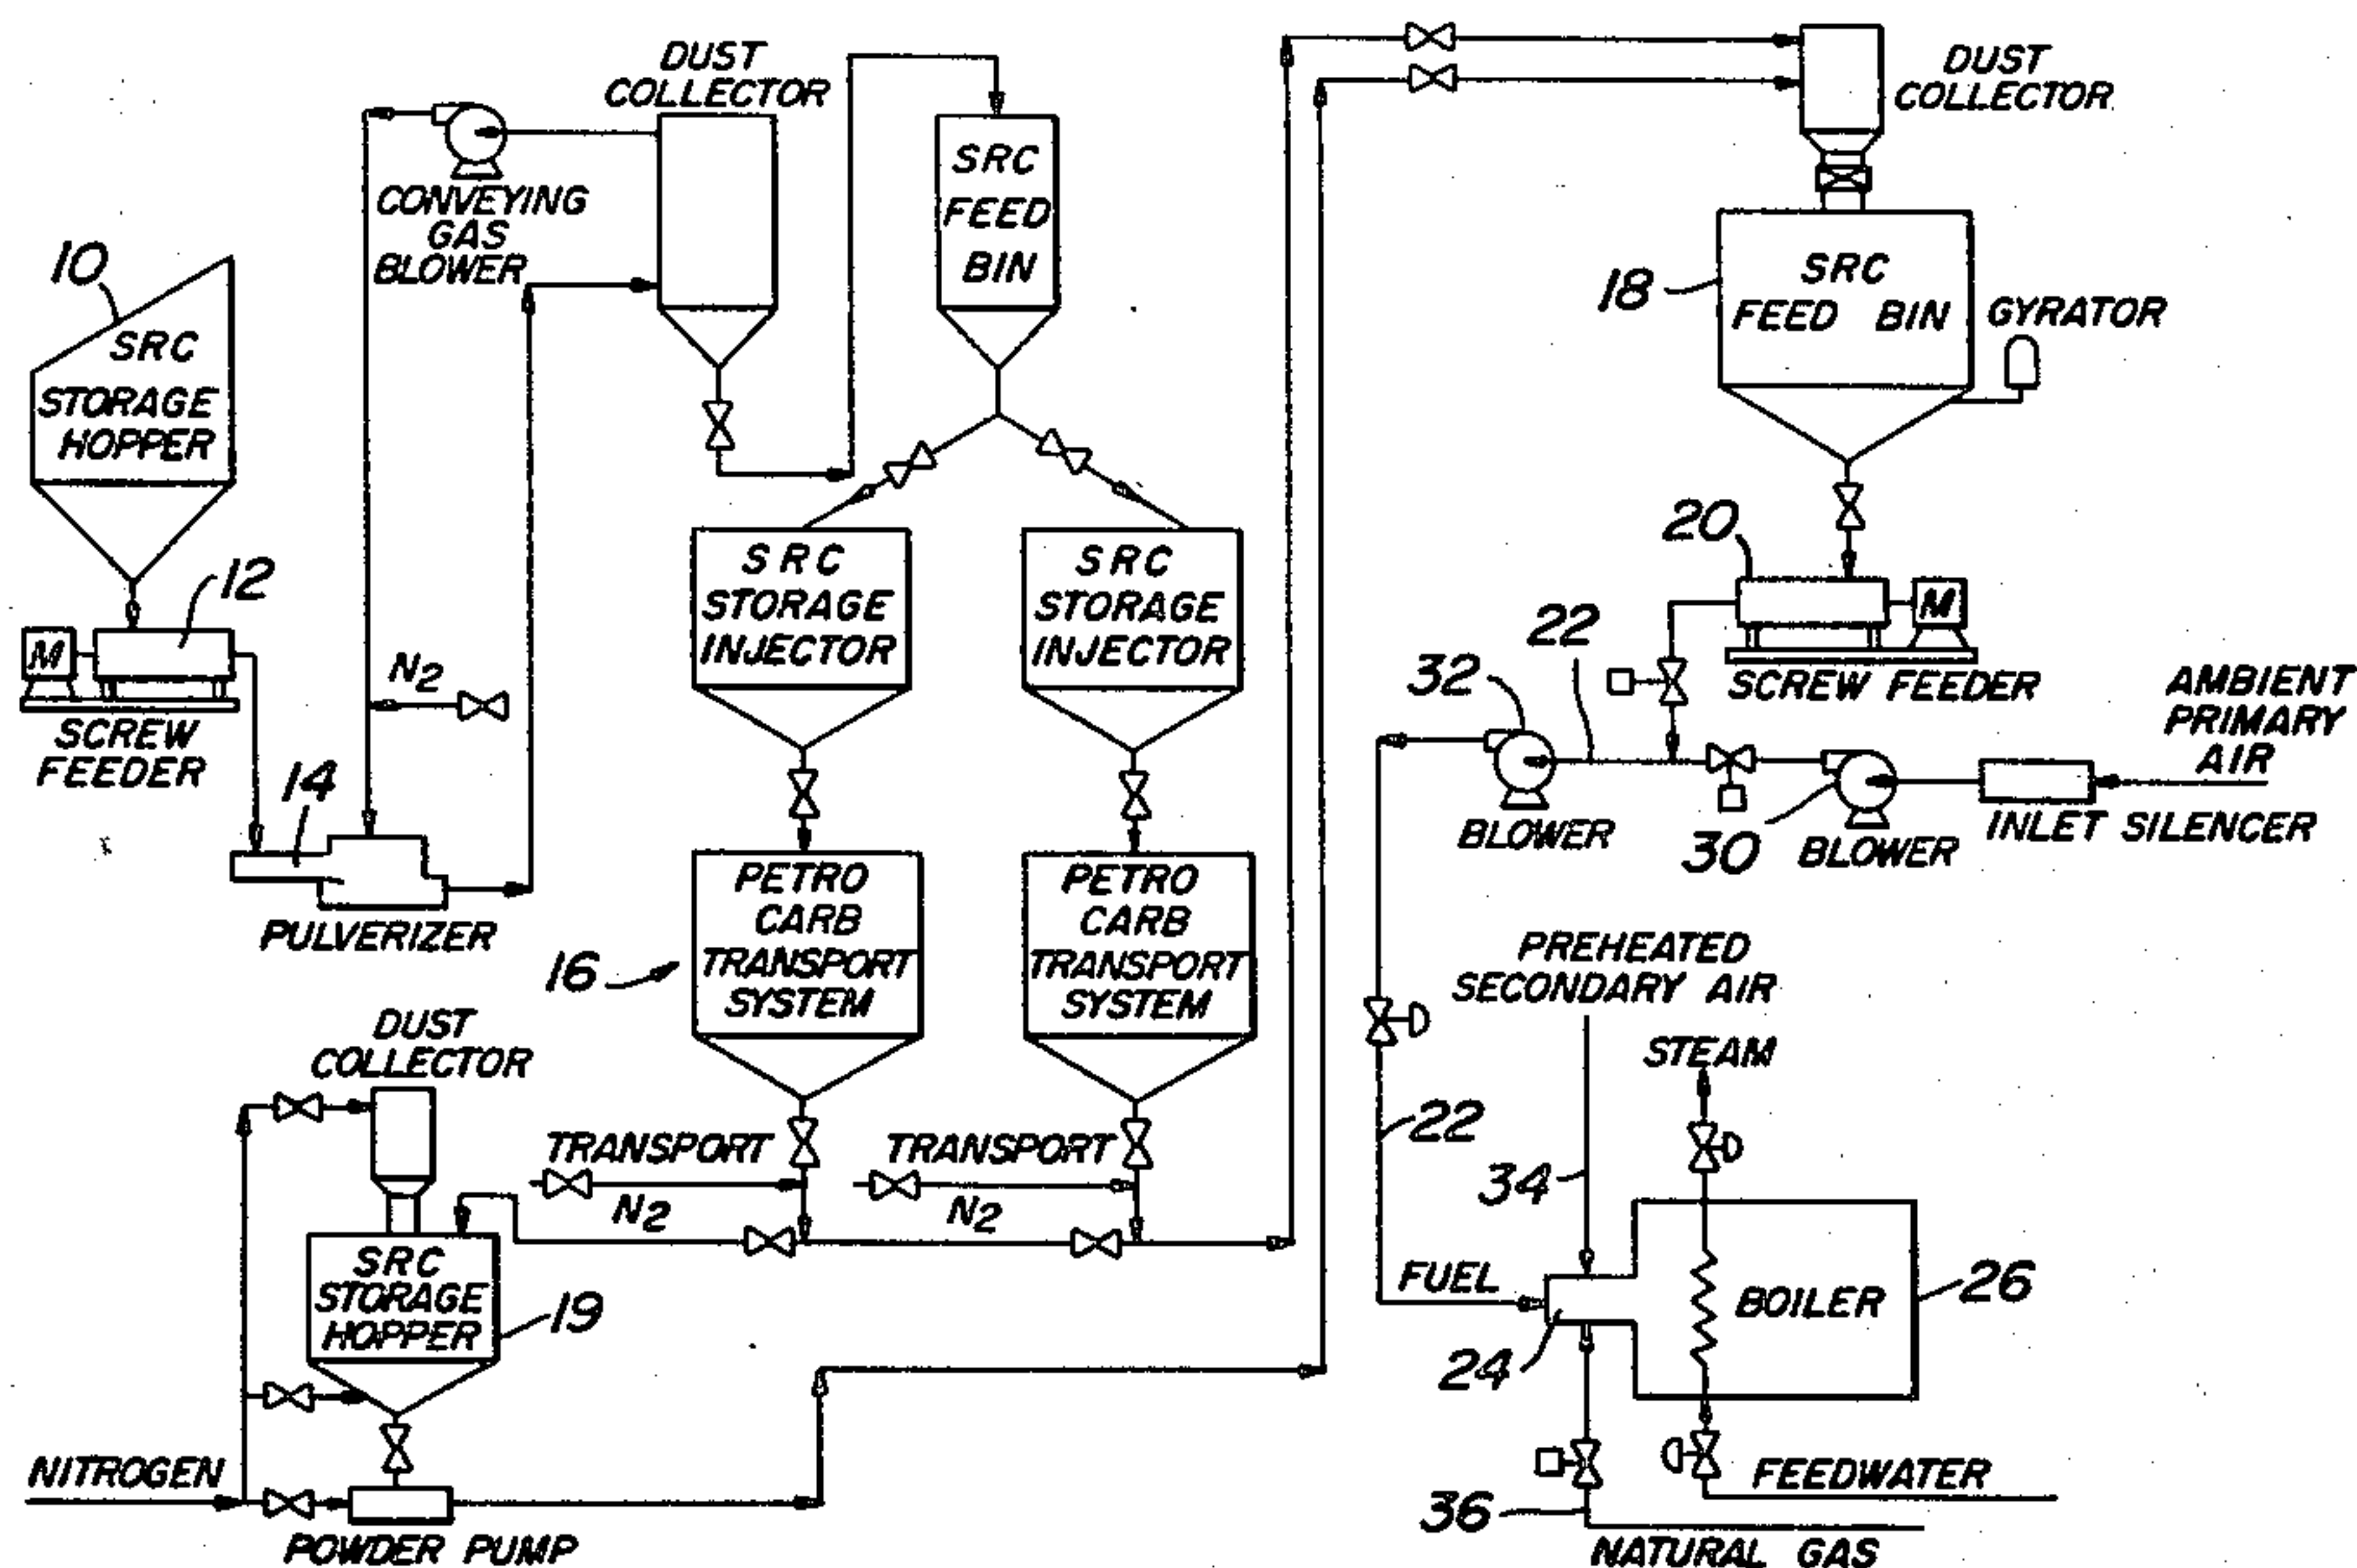 DUST
COLLECTOR
CONVEYING
GAS
BLOWER
SRC
FEED
BIN
DUST
COLLECTOR
10
SRC
STORAGE
HOPPER
18
SRC
FEED BIN
GYRATOR
12
M
SCREW
FEEDER
N2
14
PULVERIZER
SRC
STORAGE
INJECTOR
SRC
STORAGE
INJECTOR
20
M
SCREW FEEDER
22
32
BLOWER
30
BLOWER
INLET SILENCER
AMBIENT
PRIMARY
AIR
16
PETRO
CARB
TRANSPORT
SYSTEM
PETRO
CARB
TRANSPORT
SYSTEM
PREHEATED
SECONDARY AIR
STEAM
22
34
DUST
COLLECTOR
TRANSPORT
N2
TRANSPORT
N2
SRC
STORAGE
HOPPER
19
FUEL
24
BOILER
26
NITROGEN
POWDER PUMP
FEEDWATER
36
NATURAL GAS